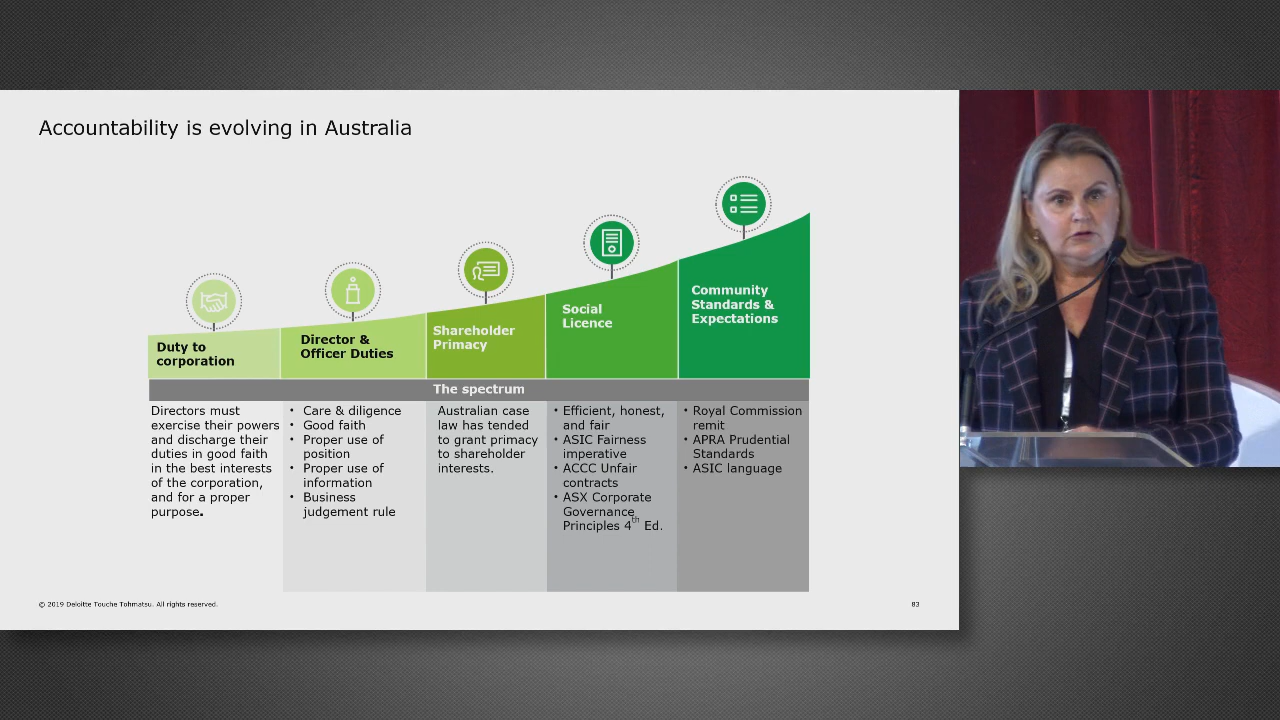 Accountability is evolving in Australia
Duty to
corporation
Director &
Officer Duties
Shareholder
Primacy
Social
Licence
Community
Standards &
Expectations
The spectrum
Directors must
exercise their powers
and discharge their
duties in good faith
in the best interests
of the corporation,
and for a proper
purpose.
• Care & diligence
• Good faith
• Proper use of
position
• Proper use of
information
• Business
judgement rule
Australian case
law has tended
to grant primacy
to shareholder
interests.
• Efficient, honest,
and fair
• ASIC Fairness
imperative
• ACCC Unfair
contracts
• ASX Corporate
Governance
Principles 4th Ed.
• Royal Commission
remit
• APRA Prudential
Standards
• ASIC language
© 2019 Deloitte Touche Tohmatsu. All rights reserved.
83